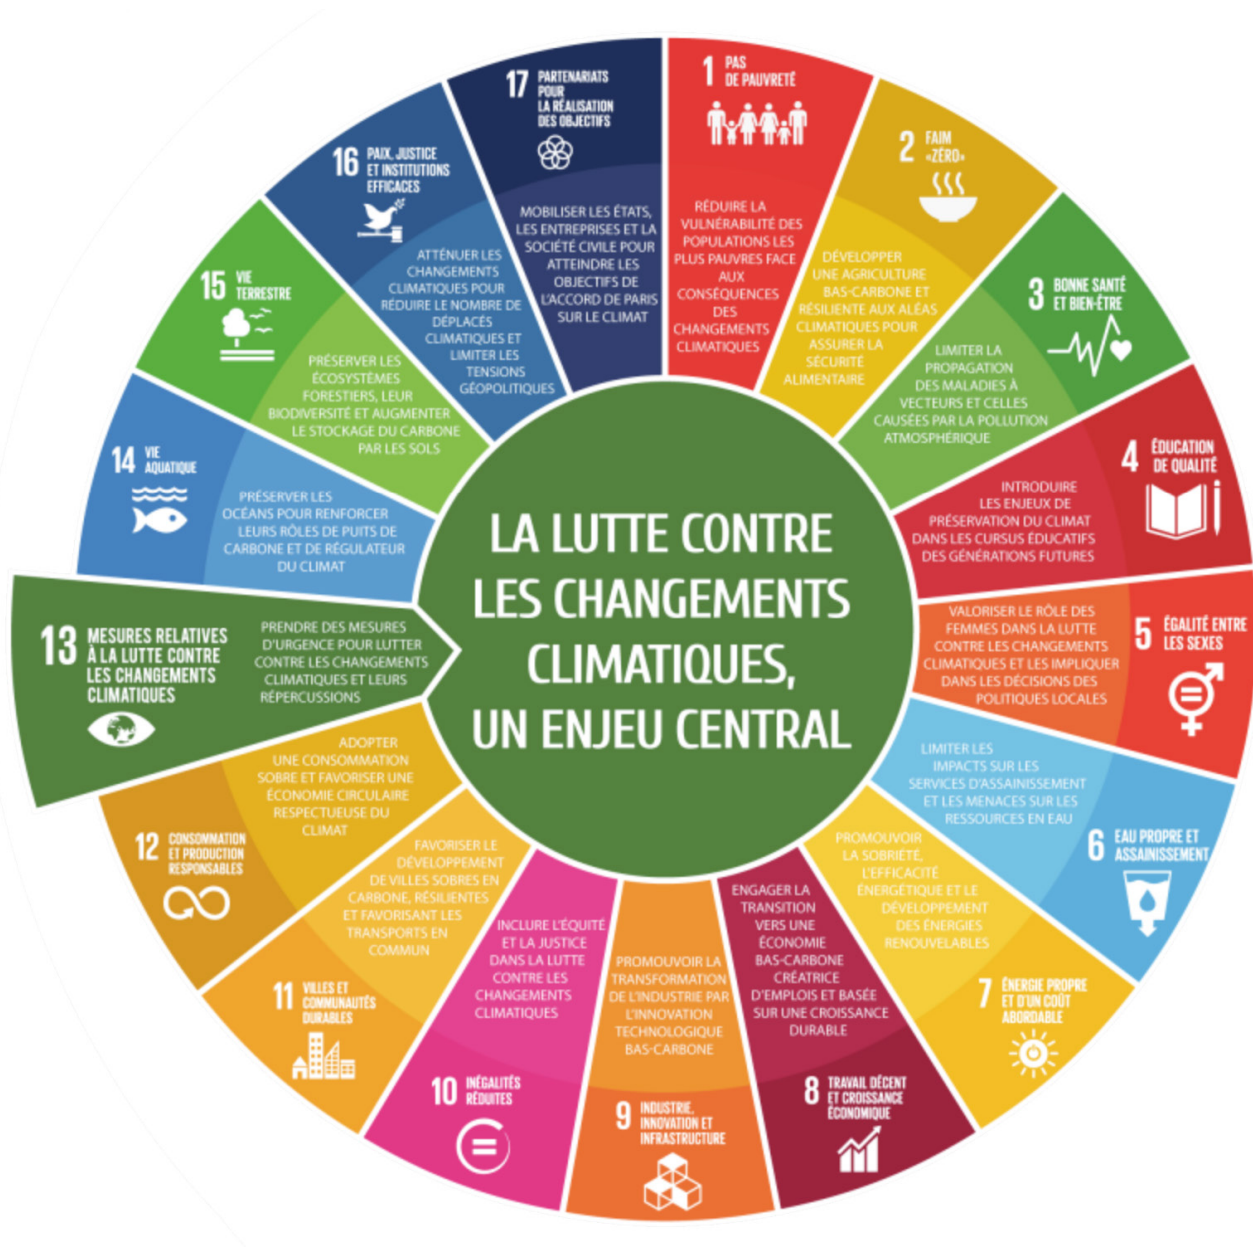 LA LUTTE CONTRE
LES CHANGEMENTS
CLIMATIQUES,
UN ENJEU CENTRAL
1 PAS
DE PAUVRETÉ
RÉDUIRE LA
VULNÉRABILITÉ DES
POPULATIONS LES
PLUS PAUVRES FACE
AUX
CONSÉQUENCES
DES
CHANGEMENTS
CLIMATIQUES
2 FAIM
«ZÉRO»
DÉVELOPPER
UNE AGRICULTURE
BAS-CARBONE ET
RÉSILIENTE AUX ALÉAS
CLIMATIQUES POUR
ASSURER LA
SÉCURITÉ
ALIMENTAIRE
3 BONNE SANTÉ
ET BIEN-ÊTRE
LIMITER LA
PROPAGATION
DES MALADIES À
VECTEURS ET CELLES
CAUSÉES PAR LA POLLUTION
ATMOSPHÉRIQUE
4 ÉDUCATION
DE QUALITÉ
INTRODUIRE
LES ENJEUX DE
PRÉSERVATION DU CLIMAT
DANS LES CURSUS ÉDUCATIFS
DES GÉNÉRATIONS FUTURES
5 ÉGALITÉ ENTRE
LES SEXES
VALORISER LE RÔLE DES
FEMMES DANS LA LUTTE
CONTRE LES CHANGEMENTS
CLIMATIQUES ET LES IMPLIQUER
DANS LES DÉCISIONS DES
POLITIQUES LOCALES
6 EAU PROPRE ET
ASSAINISSEMENT
LIMITER LES
IMPACTS SUR LES
SERVICES D'ASSAINISSEMENT
ET LES MENACES SUR LES
RESSOURCES EN EAU
7 ÉNERGIE PROPRE
ET D'UN COÛT
ABORDABLE
PROMOUVOIR
LA SOBRIÉTÉ,
L'EFFICACITÉ
ÉNERGÉTIQUE ET LE
DÉVELOPPEMENT
DES ÉNERGIES
RENOUVELABLES
8 TRAVAIL DÉCENT
ET CROISSANCE
ÉCONOMIQUE
ENGAGER LA
TRANSITION
VERS UNE
ÉCONOMIE
BAS-CARBONE
CRÉATRICE
D'EMPLOIS ET BASÉE
SUR UNE CROISSANCE
DURABLE
9 INDUSTRIE,
INNOVATION ET
INFRASTRUCTURE
PROMOUVOIR LA
TRANSFORMATION
DE L'INDUSTRIE PAR
L'INNOVATION
TECHNOLOGIQUE
BAS-CARBONE
10 INÉGALITÉS
RÉDUITES
INCLURE L'ÉQUITÉ
ET LA JUSTICE
DANS LA LUTTE
CONTRE LES
CHANGEMENTS
CLIMATIQUES
11 VILLES ET
COMMUNAUTÉS
DURABLES
FAVORISER LE
DÉVELOPPEMENT
DE VILLES SOBRES EN
CARBONE, RÉSILIENTES
ET FAVORISANT LES
TRANSPORTS EN
COMMUN
12 CONSOMMATION
ET PRODUCTION
RESPONSABLES
ADOPTER
UNE CONSOMMATION
SOBRE ET FAVORISER UNE
ÉCONOMIE CIRCULAIRE
RESPECTUEUSE DU
CLIMAT
13 MESURES RELATIVES
À LA LUTTE CONTRE
LES CHANGEMENTS
CLIMATIQUES
PRENDRE DES MESURES
D'URGENCE POUR LUTTER
CONTRE LES CHANGEMENTS
CLIMATIQUES ET LEURS
RÉPERCUSSIONS
14 VIE
AQUATIQUE
PRÉSERVER LES
OCÉANS POUR RENFORCER
LEURS RÔLES DE PUITS DE
CARBONE ET DE RÉGULATEUR
DU CLIMAT
15 VIE
TERRESTRE
PRÉSERVER LES
ÉCOSYSTÈMES
FORESTIERS, LEUR
BIODIVERSITÉ ET AUGMENTER
LE STOCKAGE DU CARBONE
PAR LES SOLS
16 PAIX, JUSTICE
ET INSTITUTIONS
EFFICACES
ATTÉNUER LES
CHANGEMENTS
CLIMATIQUES POUR
RÉDUIRE LE NOMBRE DE
DÉPLACÉS
CLIMATIQUES ET
LIMITER LES
TENSIONS
GÉOPOLITIQUES
17 PARTENARIATS
POUR
LA RÉALISATION
DES OBJECTIFS
MOBILISER LES ÉTATS,
LES ENTREPRISES ET LA
SOCIÉTÉ CIVILE POUR
ATTEINDRE LES
OBJECTIFS DE
L'ACCORD DE PARIS
SUR LE CLIMAT